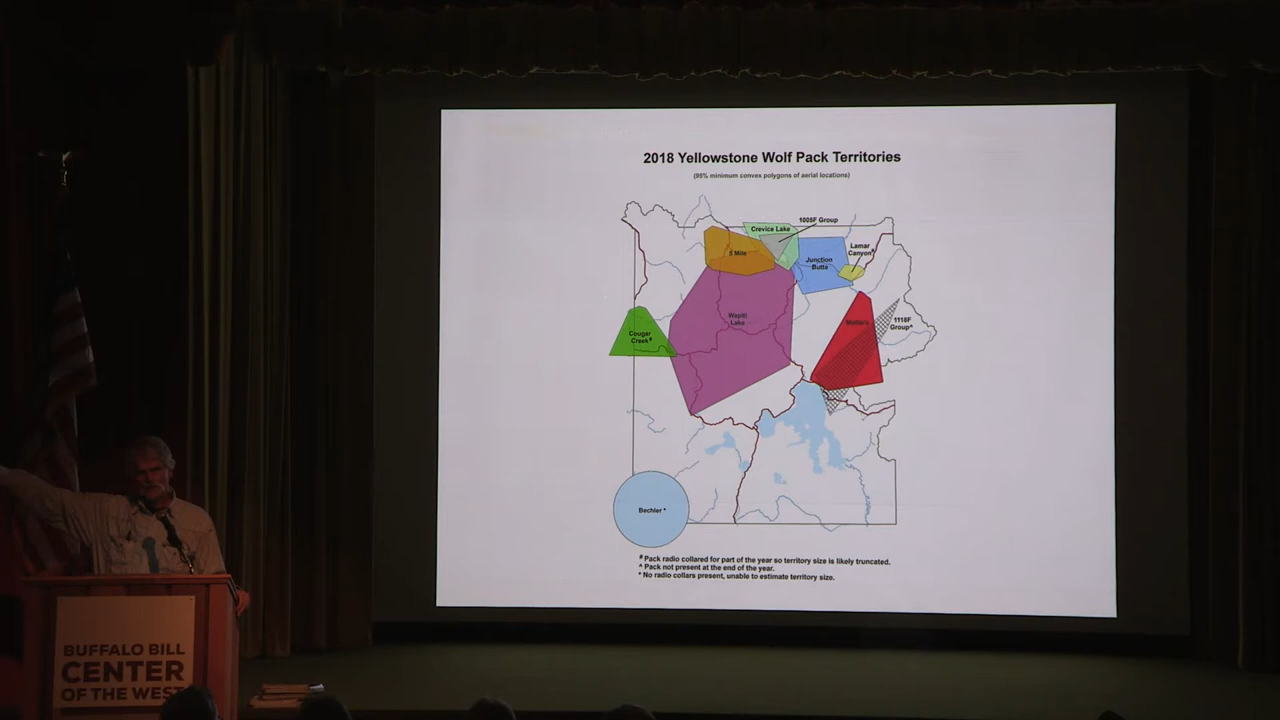 2018 Yellowstone Wolf Pack Territories
(95% minimum convex polygons of aerial locations)
1005F Group
Crevice Lake
8 Mile
Junction
Butte
Lamar
Canyon#
Wapiti
Lake
Mollie's
1118F
Group^
Cougar
Creek#
Bechler *
# Pack radio collared for part of the year so territory size is likely truncated.
^ Pack not present at the end of the year.
* No radio collars present, unable to estimate territory size.
BUFFALO BILL
CENTER
OF THE WEST